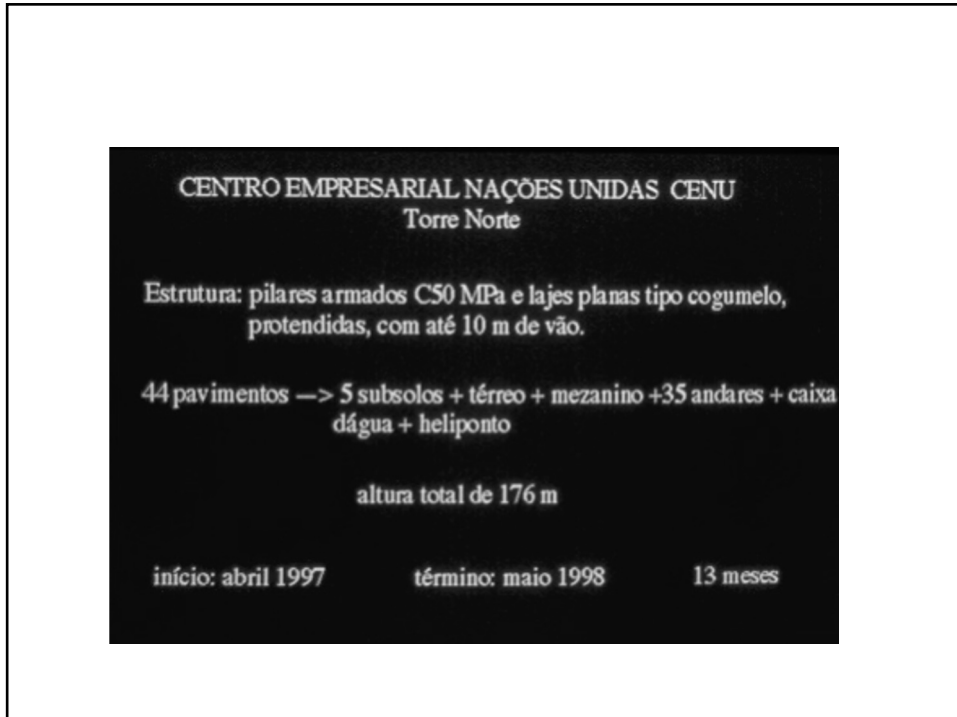 CENTRO EMPRESARIAL NAÇÕES UNIDAS CENU
Torre Norte
Estrutura: pilares armados C50 MPa e lajes planas tipo cogumelo,
protendidas, com até 10 m de vão.
44 pavimentos —> 5 subsolos + térreo + mezanino +35 andares + caixa
dágua + heliponto
altura total de 176 m
início: abril 1997 término: maio 1998 13 meses